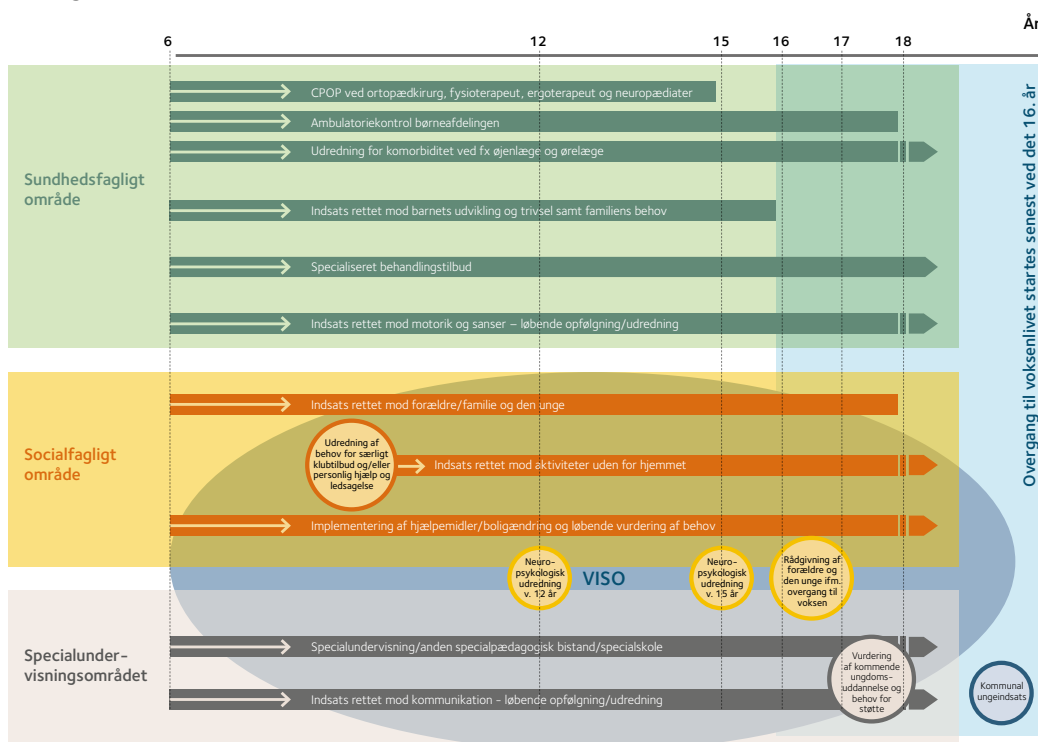 År
6
12
15
16
17
18
Sundhedsfagligt
område
CPOP ved ortopædkirurg, fysioterapeut, ergoterapeut og neuropædiater
Ambulatoriekontrol børneafdelingen
Udredning for komorbiditet ved fx øjenlæge og ørelæge
Indsats rettet mod barnets udvikling og trivsel samt familiens behov
Specialiseret behandlingstilbud
Indsats rettet mod motorik og sanser – løbende opfølgning/udredning
Overgang til voksenlivet startes senest ved det 16. år
Socialfagligt
område
Indsats rettet mod forældre/familie og den unge
Udredning af
behov for særligt
klubtilbud og/eller
personlig hjælp og
ledsagelse
Indsats rettet mod aktiviteter uden for hjemmet
Implementering af hjælpemidler/boligændring og løbende vurdering af behov
Neuro-
psykologisk
udredning
v. 12 år
VISO
Neuro-
psykologisk
udredning
v. 15 år
Rådgivning af
forældre og
den unge ifm.
overgang til
voksen
Specialunder-
visningsområdet
Specialundervisning/anden specialpædagogisk bistand/specialskole
Indsats rettet mod kommunikation - løbende opfølgning/udredning
Vurdering
af kommende
ungdoms-
uddannelse og
behov for
støtte
Kommunal
ungeindsats